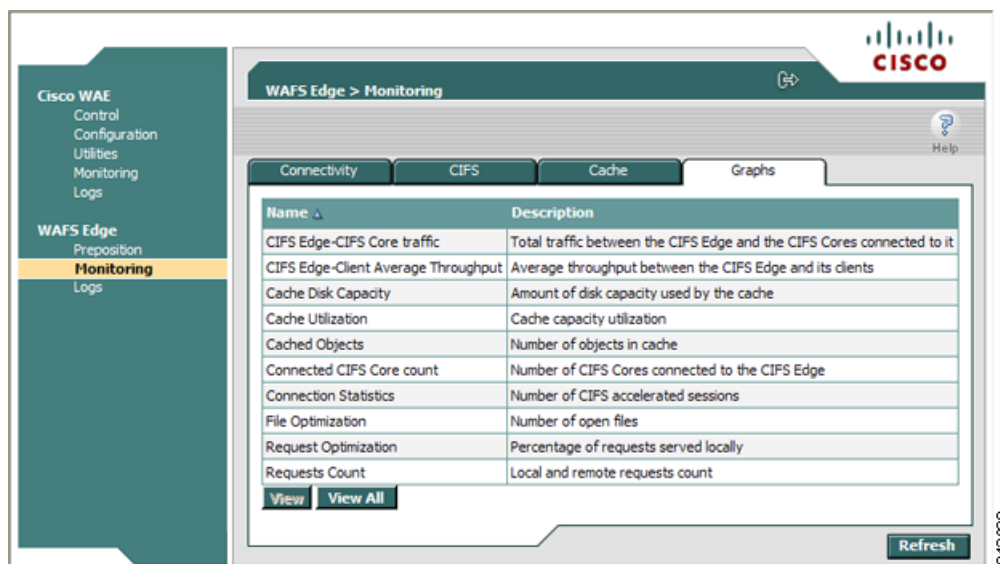 CISCO
Cisco WAE
Control
Configuration
Utilities
Monitoring
Logs
WAFS Edge
Preposition
Monitoring
Logs
WAFS Edge > Monitoring
Help
Connectivity CIFS Cache Graphs
Name Description
CIFS Edge-CIFS Core traffic Total traffic between the CIFS Edge and the CIFS Cores connected to it
CIFS Edge-Client Average Throughput Average throughput between the CIFS Edge and its clients
Cache Disk Capacity Amount of disk capacity used by the cache
Cache Utilization Cache capacity utilization
Cached Objects Number of objects in cache
Connected CIFS Core count Number of CIFS Cores connected to the CIFS Edge
Connection Statistics Number of CIFS accelerated sessions
File Optimization Number of open files
Request Optimization Percentage of requests served locally
Requests Count Local and remote requests count
View View All
Refresh